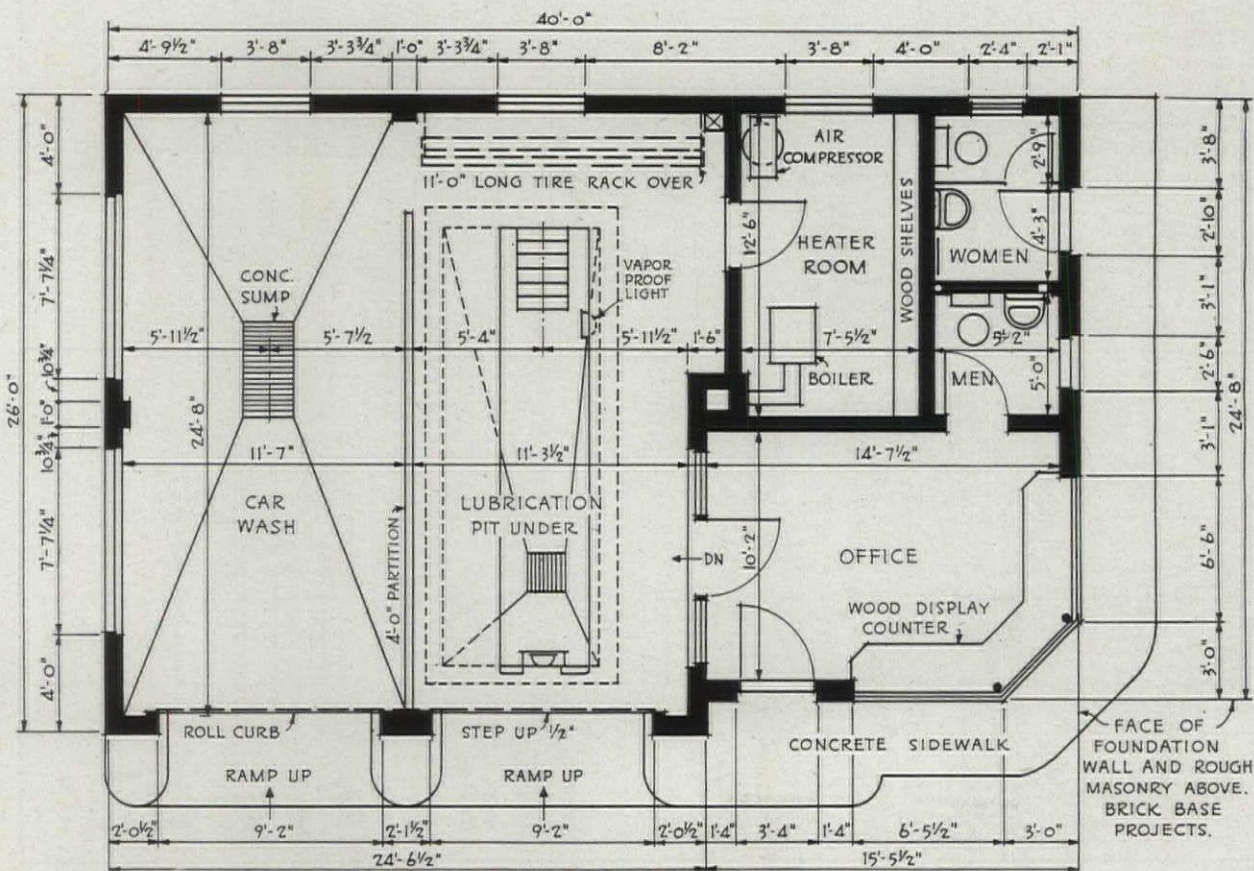 40'-0"
4'-9½" 3'-8" 3'-3¾" 1'-0" 3'-3¾" 3'-8" 8'-2" 3'-8" 4'-0" 2'-4" 2'-1"
26'-0"
4'-0"
7'-7¼"
10¾"
1'-0"
10¾"
7'-7¼"
4'-0"
11'-0" LONG TIRE RACK OVER
AIR
COMPRESSOR
2'-9"
3'-8"
12'-6"
HEATER
ROOM
WOOD SHELVES
4'-3"
WOMEN
2'-10"
CONC.
SUMP
VAPOR
PROOF
LIGHT
3'-1"
5'-11½" 5'-7½ 5'-4" 5'-11½" 1'-6" 7'-5½" 5'-2"
2'-6"
BOILER
MEN
5'-0"
24'-8"
24'-8"
3'-1"
11'-7" 11'-3½" 14'-7½"
CAR
WASH
4'-0" PARTITION
LUBRICATION
PIT UNDER
DN
10'-2"
OFFICE
6'-6"
WOOD DISPLAY
COUNTER
3'-0"
ROLL CURB
STEP UP ½"
CONCRETE SIDEWALK
RAMP UP
RAMP UP
FACE OF
FOUNDATION
WALL AND ROUGH
MASONRY ABOVE.
BRICK BASE
PROJECTS.
2'-0½" 9'-2" 2'-1½" 9'-2" 2'-0½" 1'-4" 3'-4" 1'-4" 6'-5½" 3'-0"
24'-6½" 15'-5½"